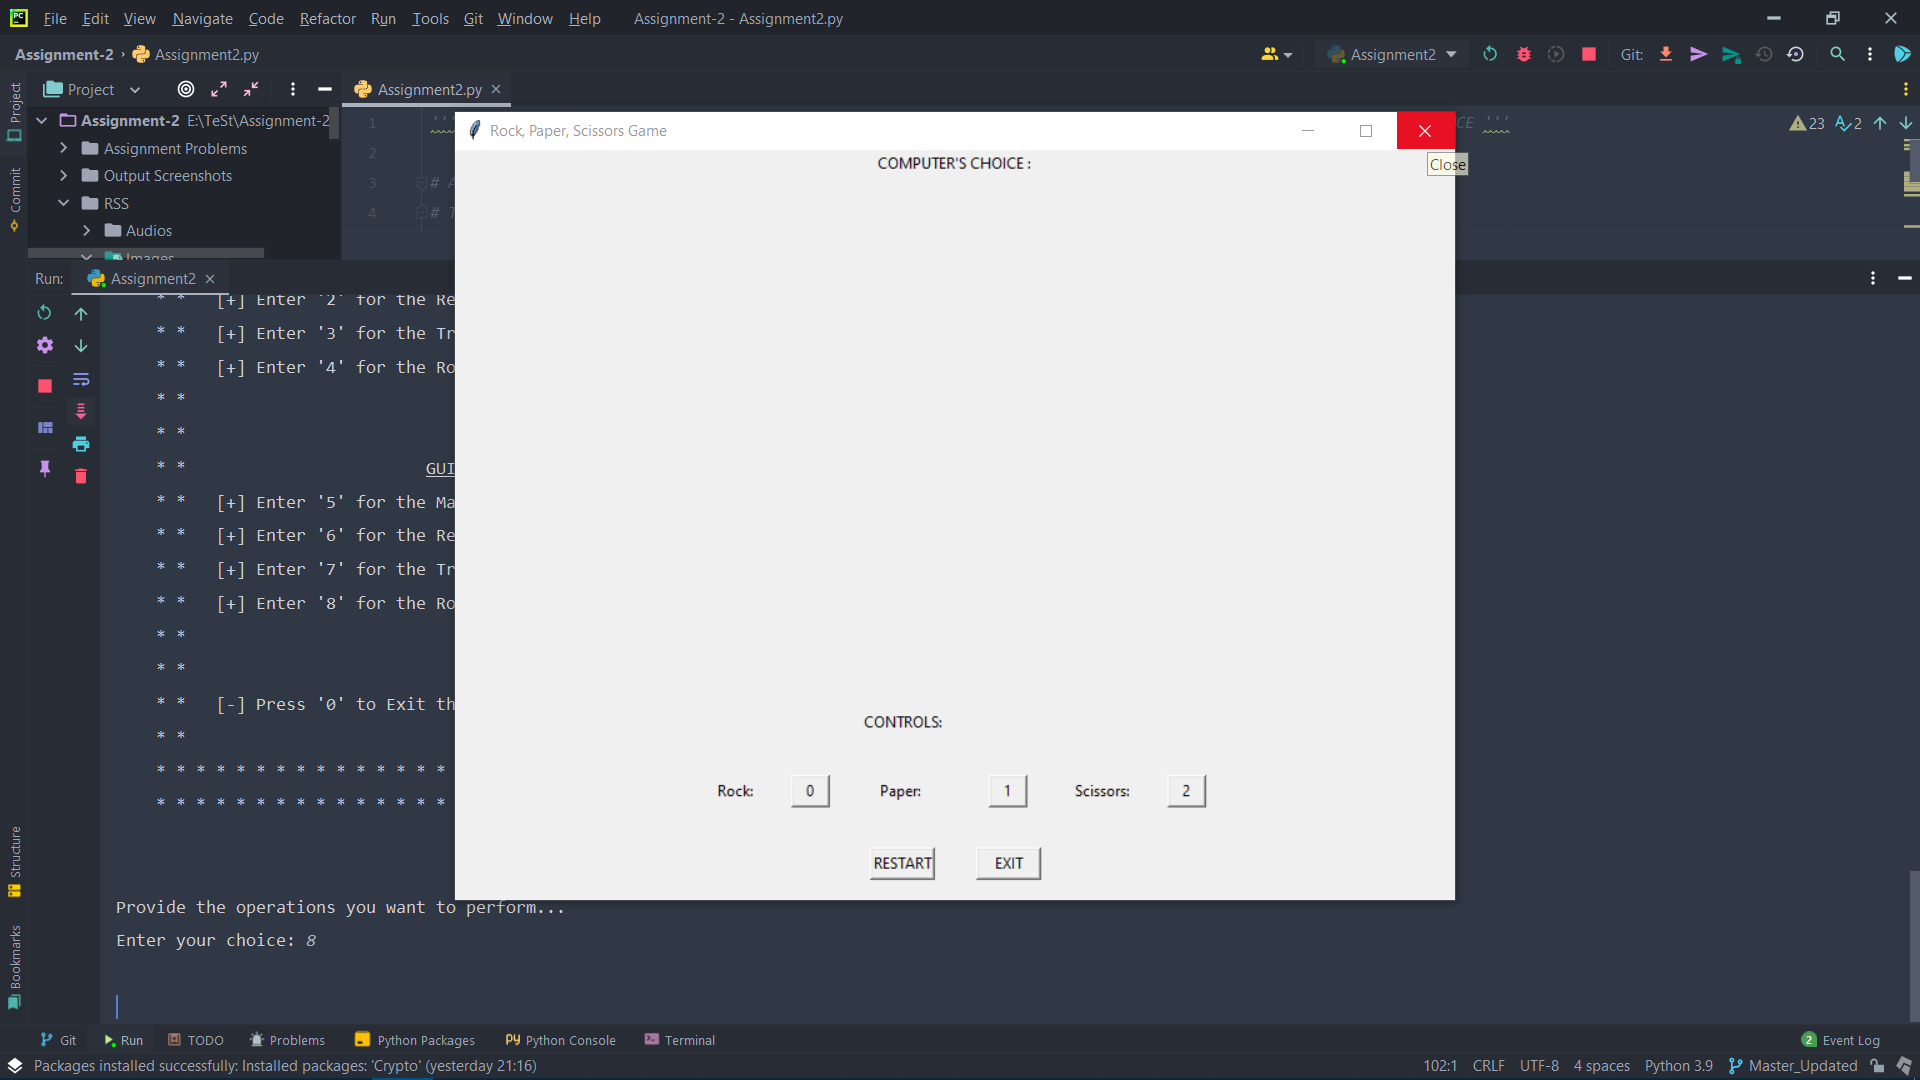 File Edit View Navigate Code Refactor Run Tools Git Window Help Assignment-2 - Assignment2.py
Assignment-2 Assignment2.py Assignment2 Git:
Project Assignment2.py
Assignment-2 E:\TeSt\Assignment-2
Assignment Problems
Output Screenshots
RSS
Audios
Images
Project
Commit
1 '''
2
3 #
4 #
23 2
Rock, Paper, Scissors Game
Close
COMPUTER'S CHOICE :
CONTROLS:
Rock: 0 Paper: 1 Scissors: 2
RESTART EXIT
Run: Assignment2
* * [+] Enter '2' for the Re
* * [+] Enter '3' for the Tr
* * [+] Enter '4' for the Ro
* *
* *
* * GUI
* * [+] Enter '5' for the Ma
* * [+] Enter '6' for the Re
* * [+] Enter '7' for the Tr
* * [+] Enter '8' for the Ro
* *
* *
* * [-] Press '0' to Exit th
* *
* * * * * * * * * * * * * * *
* * * * * * * * * * * * * * *
Provide the operations you want to perform...
Enter your choice: 8
Structure
Bookmarks
Git Run TODO Problems Python Packages Python Console Terminal 2 Event Log
Packages installed successfully: Installed packages: 'Crypto' (yesterday 21:16) 102:1 CRLF UTF-8 4 spaces Python 3.9 Master_Updated